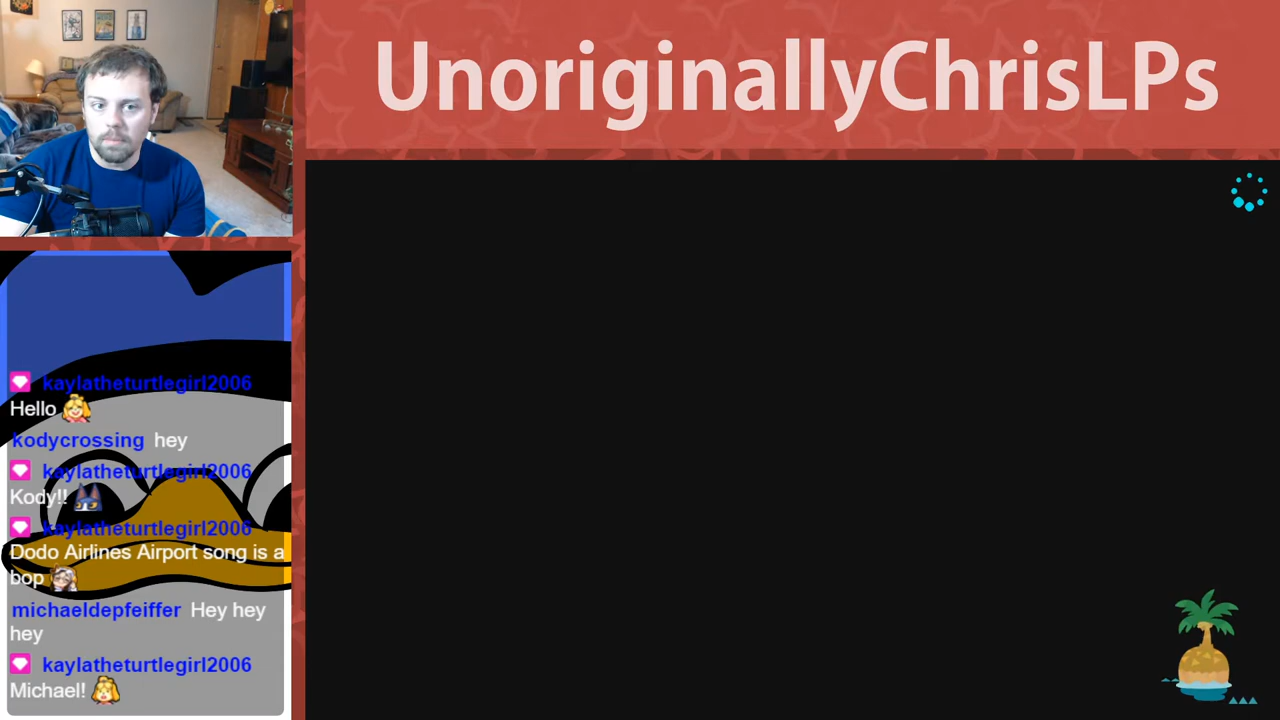 UnoriginallyChrisLPs
kaylatheturtlegirl2006
Hello
kodycrossing hey
kaylatheturtlegirl2006
Kody!!
kaylatheturtlegirl2006
Dodo Airlines Airport song is a
bop
michaeldepfeiffer Hey hey
hey
kaylatheturtlegirl2006
Michael!